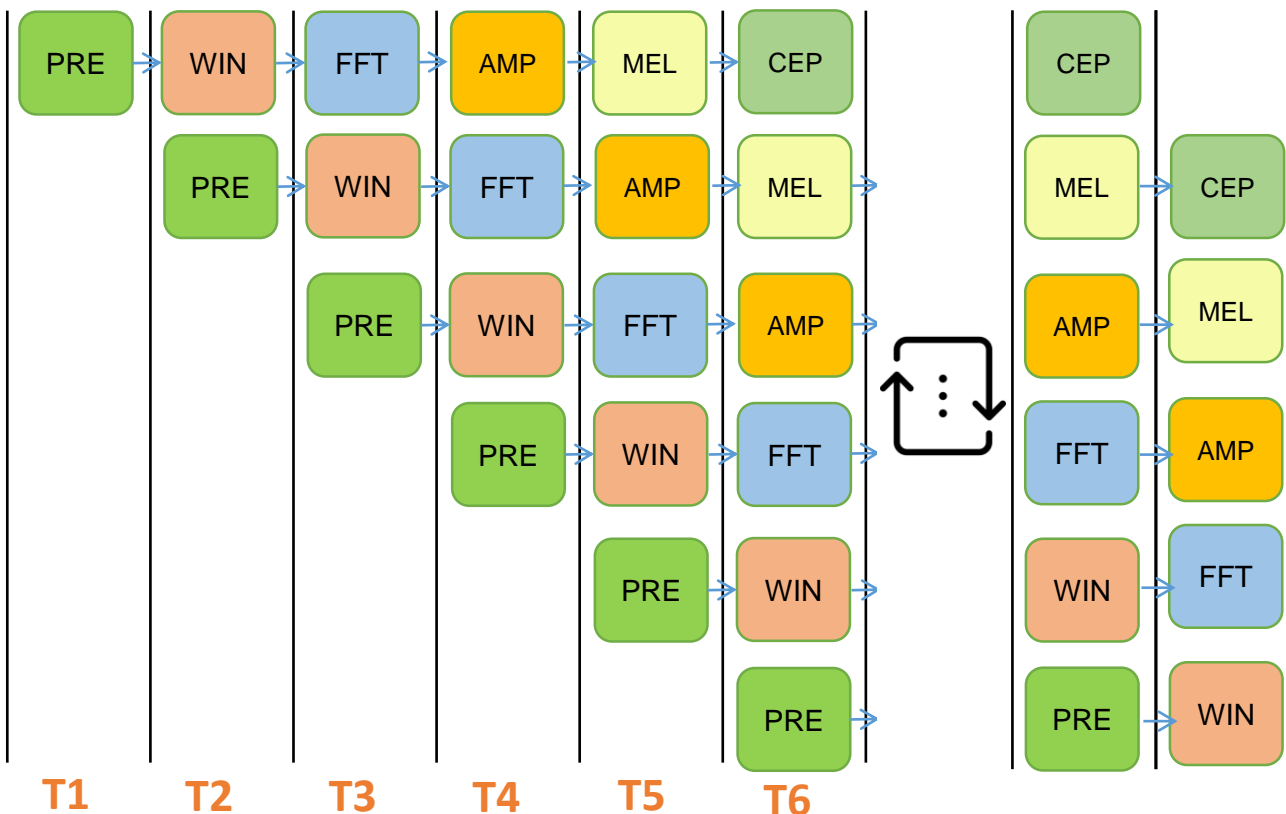 PRE WIN FFT AMP MEL CEP CEP
PRE WIN FFT AMP MEL MEL CEP
PRE WIN FFT AMP AMP MEL
PRE WIN FFT FFT AMP
PRE WIN WIN FFT
PRE PRE WIN
T1 T2 T3 T4 T5 T6